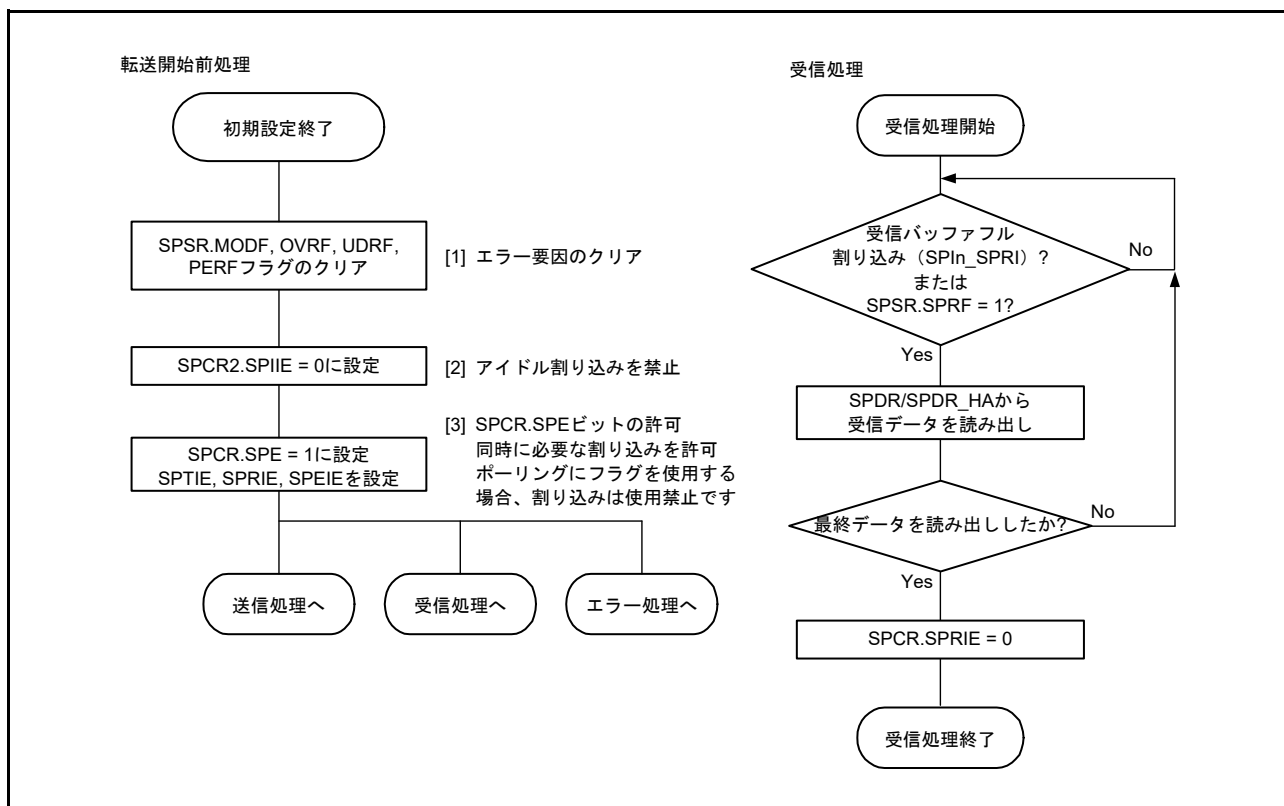 転送開始前処理
初期設定終了
SPSR.MODF, OVRF, UDRF,
PERFフラグのクリア
[1] エラー要因のクリア
SPCR2.SPIIE = 0に設定
[2] アイドル割り込みを禁止
SPCR.SPE = 1に設定
SPTIE, SPRIE, SPEIEを設定
[3] SPCR.SPEビットの許可
同時に必要な割り込みを許可
ポーリングにフラグを使用する
場合、割り込みは使用禁止です
送信処理へ
受信処理へ
エラー処理へ
受信処理
受信処理開始
受信バッファフル
割り込み（SPIn_SPRI）?
または
SPSR.SPRF = 1?
No
Yes
SPDR/SPDR_HAから
受信データを読み出し
最終データを読み出ししたか?
No
Yes
SPCR.SPRIE = 0
受信処理終了